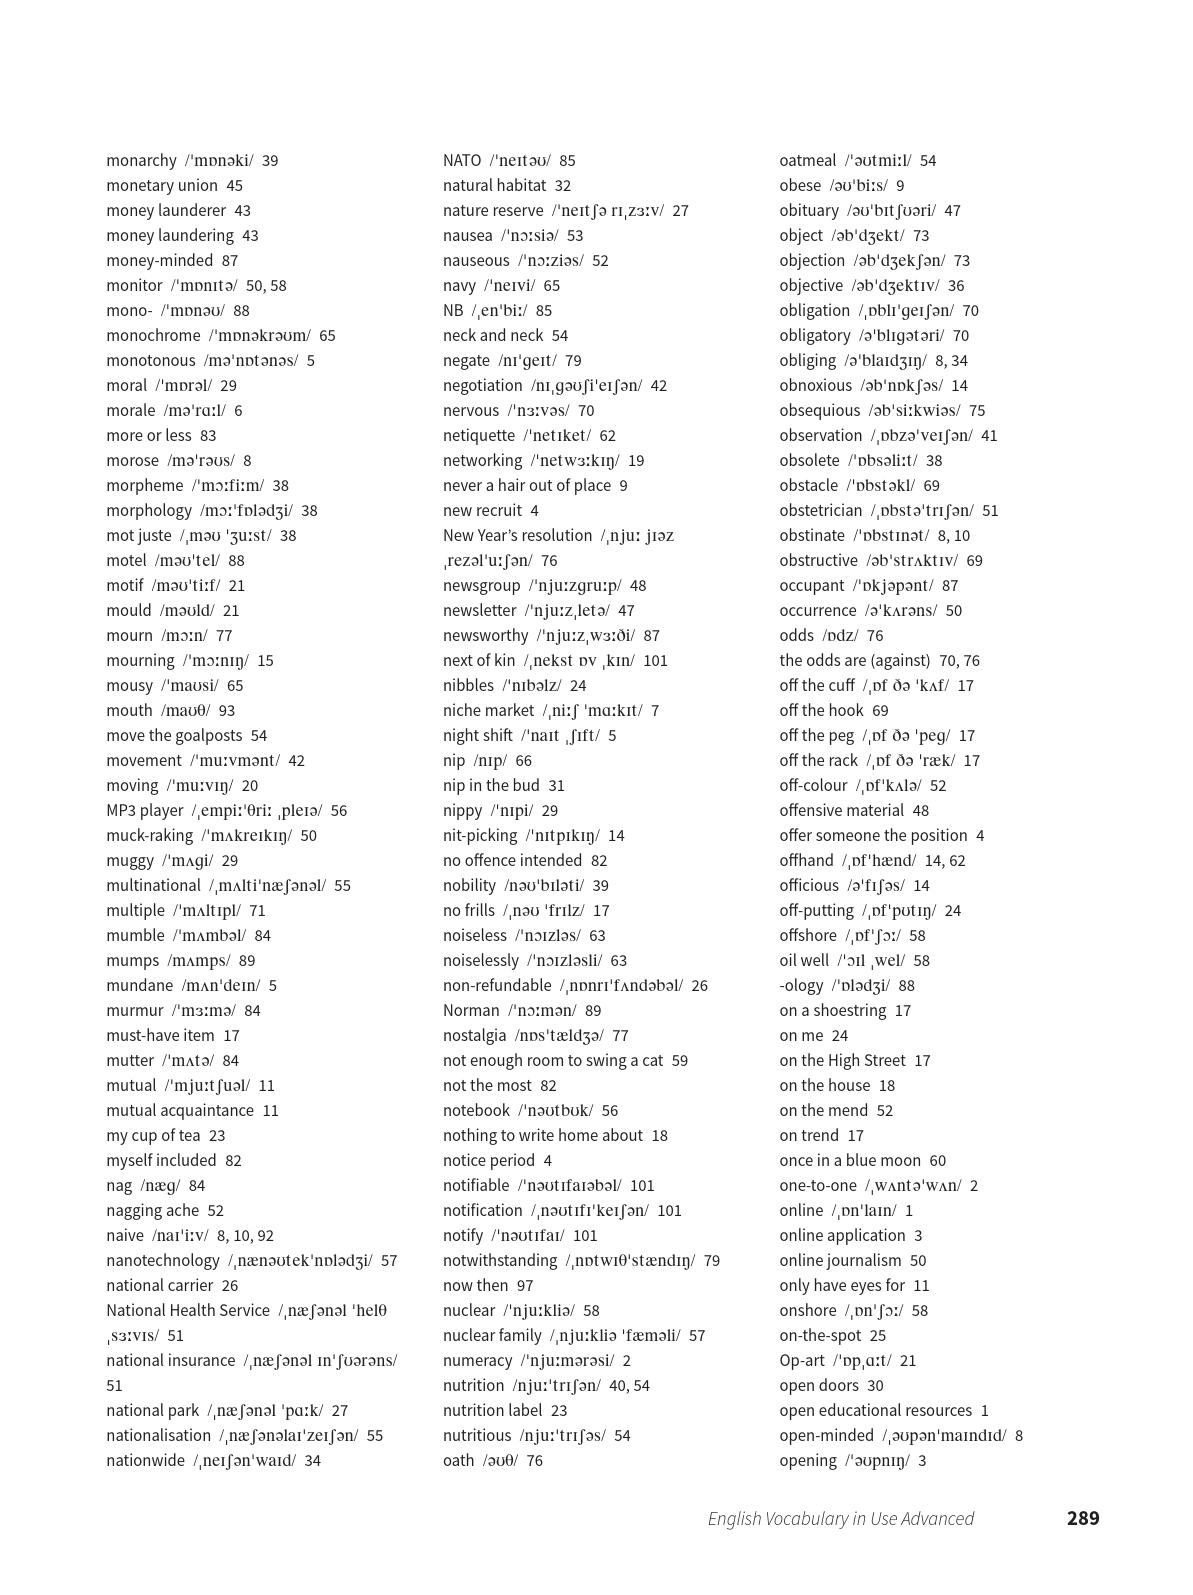 monarchy /ˈmɒnəki/ 39
monetary union 45
money launderer 43
money laundering 43
money-minded 87
monitor /ˈmɒnɪtə/ 50, 58
mono- /ˈmɒnəʊ/ 88
monochrome /ˈmɒnəkrəʊm/ 65
monotonous /məˈnɒtənəs/ 5
moral /ˈmɒrəl/ 29
morale /məˈrɑːl/ 6
more or less 83
morose /məˈrəʊs/ 8
morpheme /ˈmɔːfiːm/ 38
morphology /mɔːˈfɒlədʒi/ 38
mot juste /ˌməʊ ˈʒuːst/ 38
motel /məʊˈtel/ 88
motif /məʊˈtiːf/ 21
mould /məʊld/ 21
mourn /mɔːn/ 77
mourning /ˈmɔːnɪŋ/ 15
mousy /ˈmaʊsi/ 65
mouth /maʊθ/ 93
move the goalposts 54
movement /ˈmuːvmənt/ 42
moving /ˈmuːvɪŋ/ 20
MP3 player /ˌempiːˈθriː ˌpleɪə/ 56
muck-raking /ˈmʌkreɪkɪŋ/ 50
muggy /ˈmʌgi/ 29
multinational /ˌmʌltiˈnæʃənəl/ 55
multiple /ˈmʌltɪpl/ 71
mumble /ˈmʌmbəl/ 84
mumps /mʌmps/ 89
mundane /mʌnˈdeɪn/ 5
murmur /ˈmɜːmə/ 84
must-have item 17
mutter /ˈmʌtə/ 84
mutual /ˈmjuːtʃuəl/ 11
mutual acquaintance 11
my cup of tea 23
myself included 82
nag /næg/ 84
nagging ache 52
naive /naɪˈiːv/ 8, 10, 92
nanotechnology /ˌnænəʊtekˈnɒlədʒi/ 57
national carrier 26
National Health Service /ˌnæʃənəl ˈhelθ
ˌsɜːvɪs/ 51
national insurance /ˌnæʃənəl ɪnˈʃʊərəns/
51
national park /ˌnæʃənəl ˈpɑːk/ 27
nationalisation /ˌnæʃənəlaɪˈzeɪʃən/ 55
nationwide /ˌneɪʃənˈwaɪd/ 34
NATO /ˈneɪtəʊ/ 85
natural habitat 32
nature reserve /ˈneɪtʃə rɪˌzɜːv/ 27
nausea /ˈnɔːsiə/ 53
nauseous /ˈnɔːziəs/ 52
navy /ˈneɪvi/ 65
NB /ˌenˈbiː/ 85
neck and neck 54
negate /nɪˈgeɪt/ 79
negotiation /nɪˌgəʊʃiˈeɪʃən/ 42
nervous /ˈnɜːvəs/ 70
netiquette /ˈnetɪket/ 62
networking /ˈnetwɜːkɪŋ/ 19
never a hair out of place 9
new recruit 4
New Year’s resolution /ˌnjuː jɪəz
ˌrezəlˈuːʃən/ 76
newsgroup /ˈnjuːzgruːp/ 48
newsletter /ˈnjuːzˌletə/ 47
newsworthy /ˈnjuːzˌwɜːði/ 87
next of kin /ˌnekst ɒv ˌkɪn/ 101
nibbles /ˈnɪbəlz/ 24
niche market /ˌniːʃ ˈmɑːkɪt/ 7
night shift /ˈnaɪt ˌʃɪft/ 5
nip /nɪp/ 66
nip in the bud 31
nippy /ˈnɪpi/ 29
nit-picking /ˈnɪtpɪkɪŋ/ 14
no offence intended 82
nobility /nəʊˈbɪləti/ 39
no frills /ˌnəʊ ˈfrɪlz/ 17
noiseless /ˈnɔɪzləs/ 63
noiselessly /ˈnɔɪzləsli/ 63
non-refundable /ˌnɒnrɪˈfʌndəbəl/ 26
Norman /ˈnɔːmən/ 89
nostalgia /nɒsˈtældʒə/ 77
not enough room to swing a cat 59
not the most 82
notebook /ˈnəʊtbʊk/ 56
nothing to write home about 18
notice period 4
notifiable /ˈnəʊtɪfaɪəbəl/ 101
notification /ˌnəʊtɪfɪˈkeɪʃən/ 101
notify /ˈnəʊtɪfaɪ/ 101
notwithstanding /ˌnɒtwɪθˈstændɪŋ/ 79
now then 97
nuclear /ˈnjuːkliə/ 58
nuclear family /ˌnjuːkliə ˈfæməli/ 57
numeracy /ˈnjuːmərəsi/ 2
nutrition /njuːˈtrɪʃən/ 40, 54
nutrition label 23
nutritious /njuːˈtrɪʃəs/ 54
oath /əʊθ/ 76
oatmeal /ˈəʊtmiːl/ 54
obese /əʊˈbiːs/ 9
obituary /əʊˈbɪtʃʊəri/ 47
object /əbˈdʒekt/ 73
objection /əbˈdʒekʃən/ 73
objective /əbˈdʒektɪv/ 36
obligation /ˌɒblɪˈgeɪʃən/ 70
obligatory /əˈblɪgətəri/ 70
obliging /əˈblaɪdʒɪŋ/ 8, 34
obnoxious /əbˈnɒkʃəs/ 14
obsequious /əbˈsiːkwiəs/ 75
observation /ˌɒbzəˈveɪʃən/ 41
obsolete /ˈɒbsəliːt/ 38
obstacle /ˈɒbstəkl/ 69
obstetrician /ˌɒbstəˈtrɪʃən/ 51
obstinate /ˈɒbstɪnət/ 8, 10
obstructive /əbˈstrʌktɪv/ 69
occupant /ˈɒkjəpənt/ 87
occurrence /əˈkʌrəns/ 50
odds /ɒdz/ 76
the odds are (against) 70, 76
off the cuff /ˌɒf ðə ˈkʌf/ 17
off the hook 69
off the peg /ˌɒf ðə ˈpeg/ 17
off the rack /ˌɒf ðə ˈræk/ 17
off-colour /ˌɒfˈkʌlə/ 52
offensive material 48
offer someone the position 4
offhand /ˌɒfˈhænd/ 14, 62
officious /əˈfɪʃəs/ 14
off-putting /ˌɒfˈpʊtɪŋ/ 24
offshore /ˌɒfˈʃɔː/ 58
oil well /ˈɔɪl ˌwel/ 58
-ology /ˈɒlədʒi/ 88
on a shoestring 17
on me 24
on the High Street 17
on the house 18
on the mend 52
on trend 17
once in a blue moon 60
one-to-one /ˌwʌntəˈwʌn/ 2
online /ˌɒnˈlaɪn/ 1
online application 3
online journalism 50
only have eyes for 11
onshore /ˌɒnˈʃɔː/ 58
on-the-spot 25
Op-art /ˈɒpˌɑːt/ 21
open doors 30
open educational resources 1
open-minded /ˌəʊpənˈmaɪndɪd/ 8
opening /ˈəʊpnɪŋ/ 3
English Vocabulary in Use Advanced 289